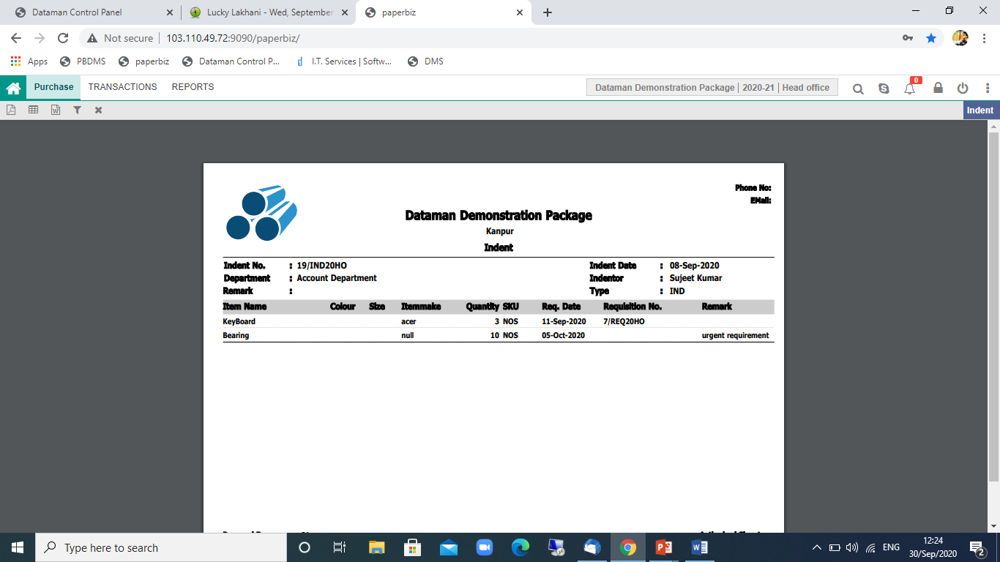 Dataman Control Panel
Lucky Lakhani - Wed, September
paperbiz
Not secure 103.110.49.72:9090/paperbiz/
Apps PBDMS paperbiz Dataman Control P... I.T. Services | Softw... DMS
Purchase TRANSACTIONS REPORTS Dataman Demonstration Package | 2020-21 | Head office 0
Indent
Phone No:
EMail:
Dataman Demonstration Package
Kanpur
Indent
Indent No. : 19/IND20HO Indent Date : 08-Sep-2020
Department : Account Department Indentor : Sujeet Kumar
Remark : Type : IND
Item Name Colour Size Itemmake Quantity SKU Req. Date Requisition No. Remark
KeyBoard acer 3 NOS 11-Sep-2020 7/REQ20HO
Bearing null 10 NOS 05-Oct-2020 urgent requirement
Type here to search
ENG
12:24
30/Sep/2020
2